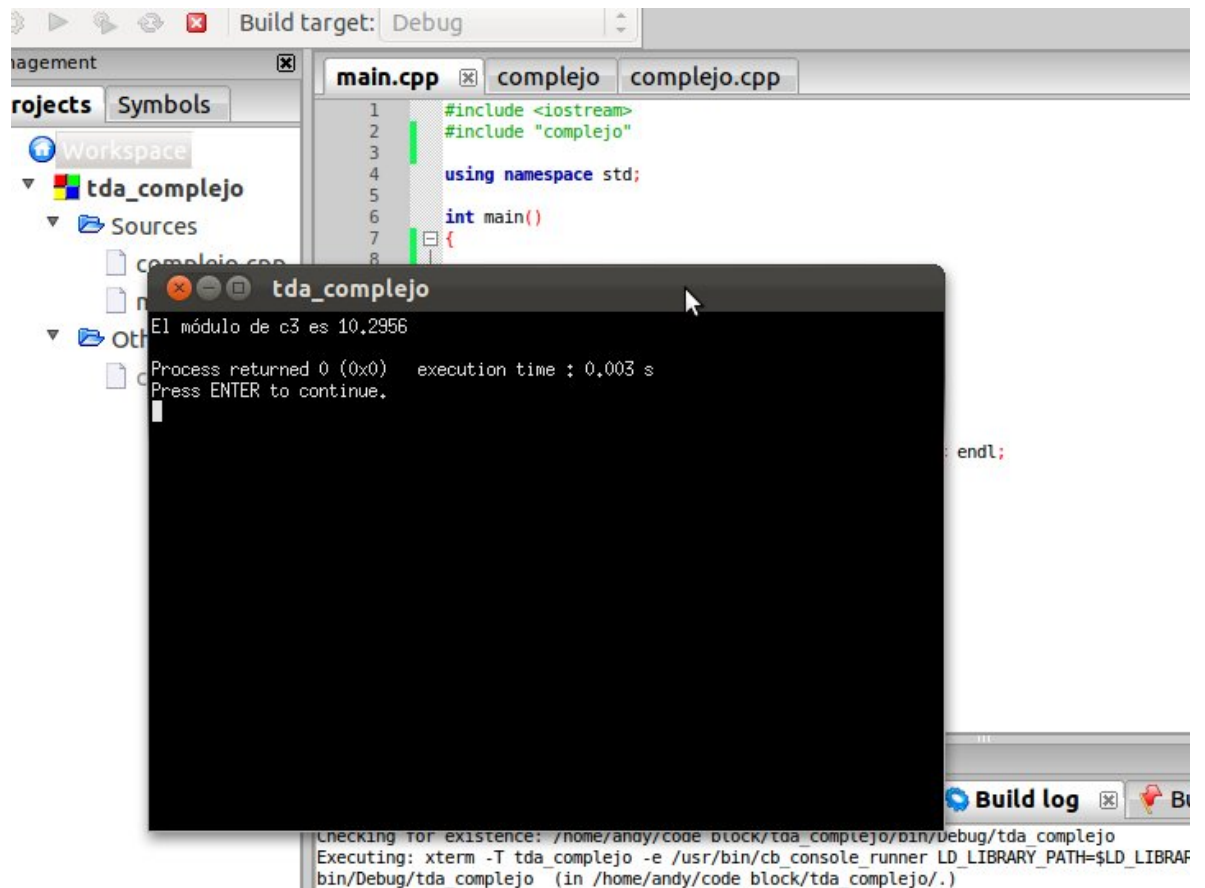 Build target: Debug
main.cpp complejo complejo.cpp
Projects Symbols
Workspace
tda_complejo
Sources
complejo.cpp
1 #include <iostream>
2 #include "complejo"
3
4 using namespace std;
5
6 int main()
7 {
8
endl;
tda_complejo
El módulo de c3 es 10.2956
Process returned 0 (0x0) execution time : 0.003 s
Press ENTER to continue.
Build log
Checking for existence: /home/andy/code block/tda_complejo/bin/Debug/tda_complejo
Executing: xterm -T tda_complejo -e /usr/bin/cb_console_runner LD_LIBRARY_PATH=$LD_LIBRAR
bin/Debug/tda_complejo (in /home/andy/code block/tda_complejo/.)